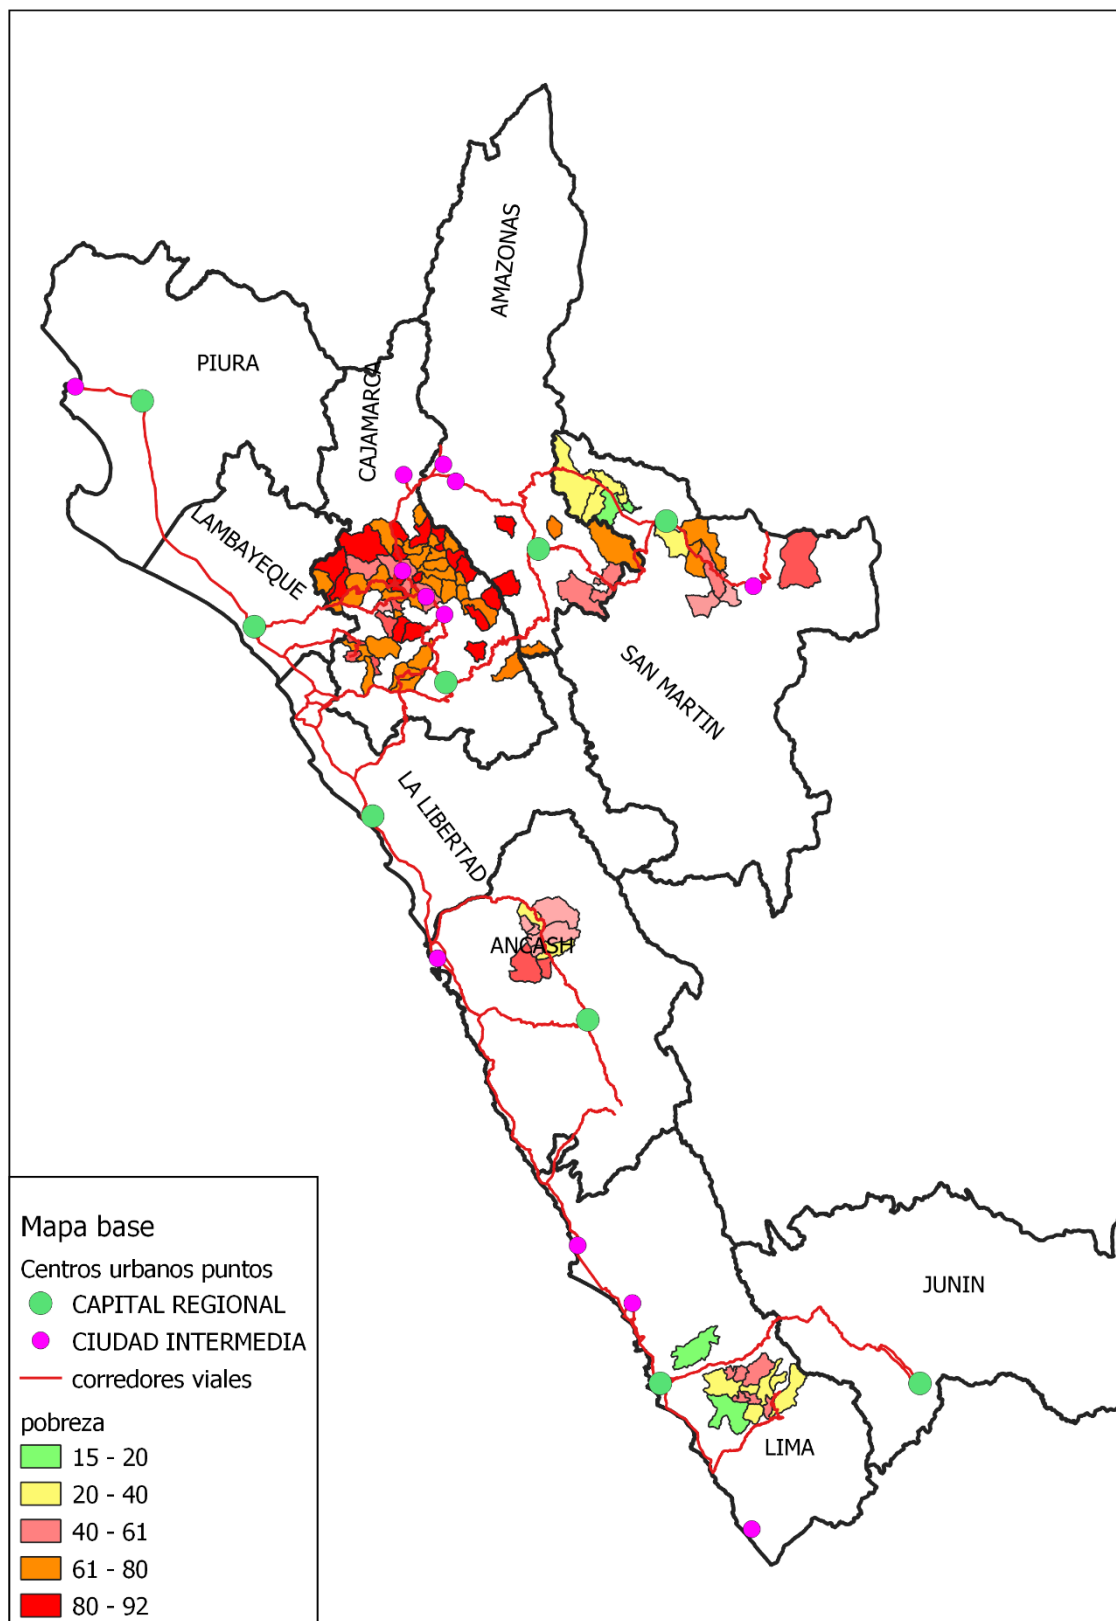 AMAZONAS
PIURA
CAJAMARCA
LAMBAYEQUE
SAN MARTIN
LA LIBERTAD
ANCASH
JUNIN
LIMA
Mapa base
Centros urbanos puntos
CAPITAL REGIONAL
CIUDAD INTERMEDIA
corredores viales
pobreza
15 - 20
20 - 40
40 - 61
61 - 80
80 - 92